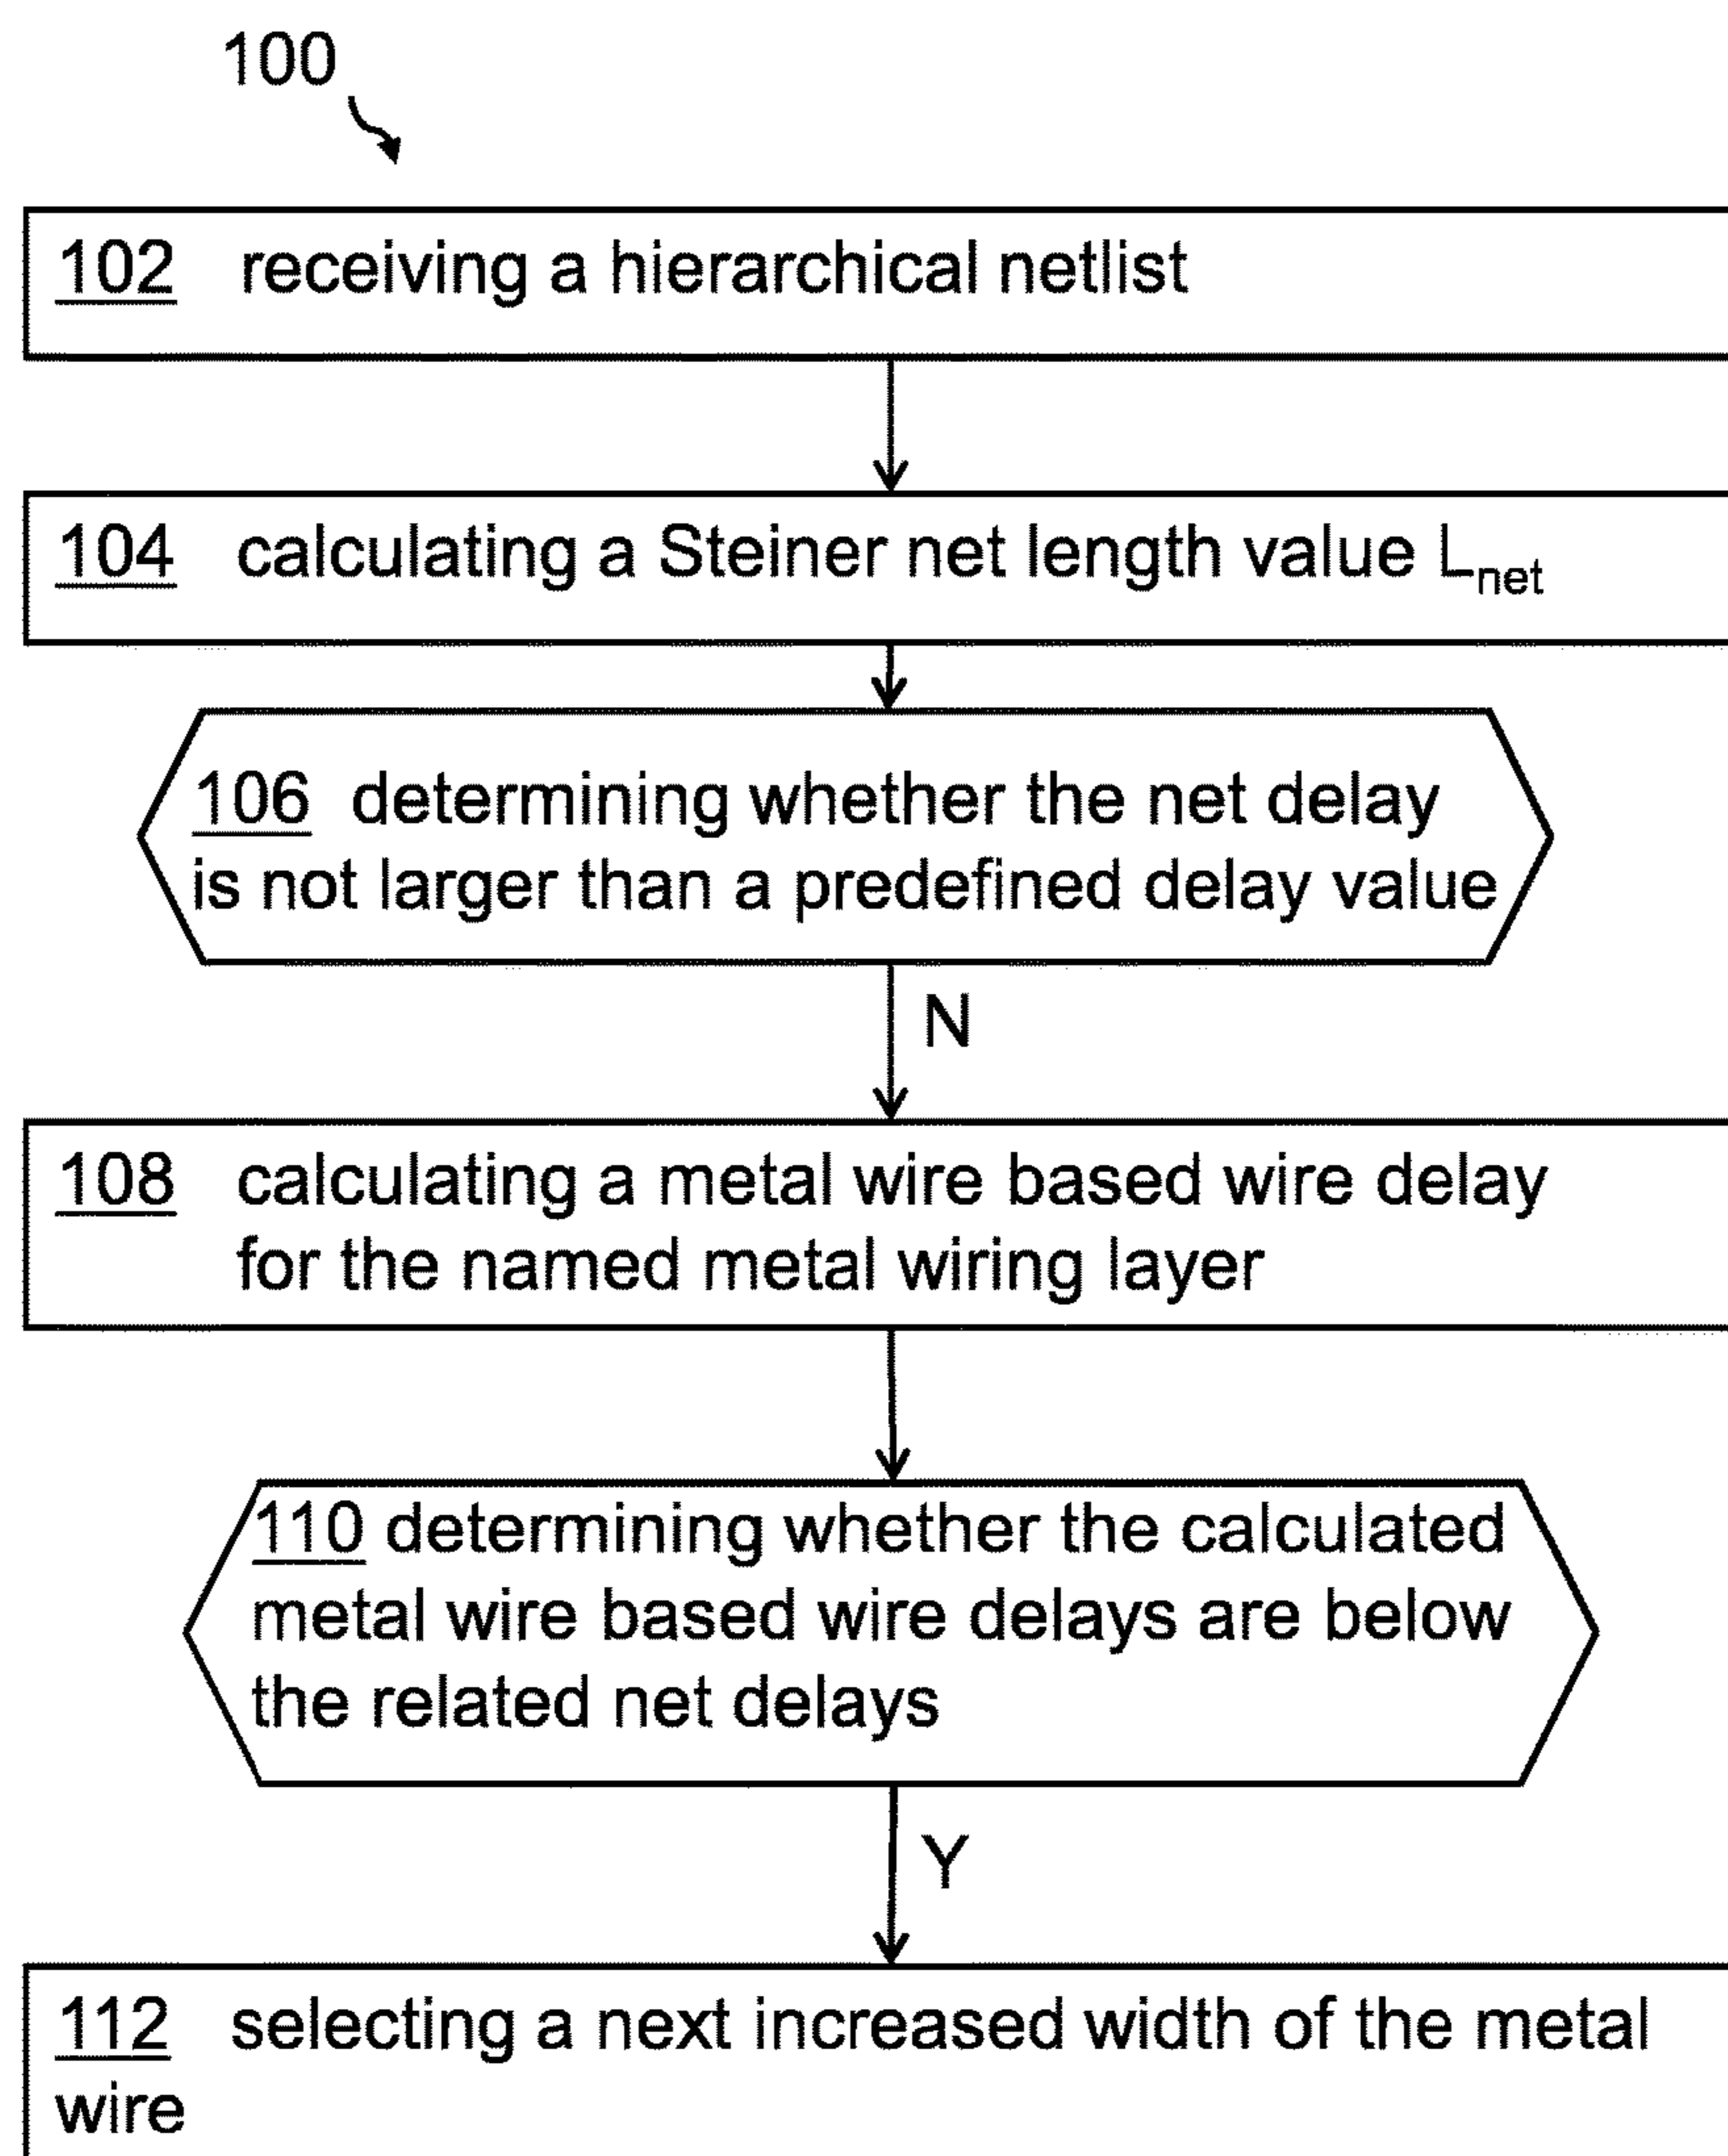 100
102 receiving a hierarchical netlist
104 calculating a Steiner net length value Lnet
106 determining whether the net delay
is not larger than a predefined delay value
N
108 calculating a metal wire based wire delay
for the named metal wiring layer
110 determining whether the calculated
metal wire based wire delays are below
the related net delays
Y
112 selecting a next increased width of the metal
wire